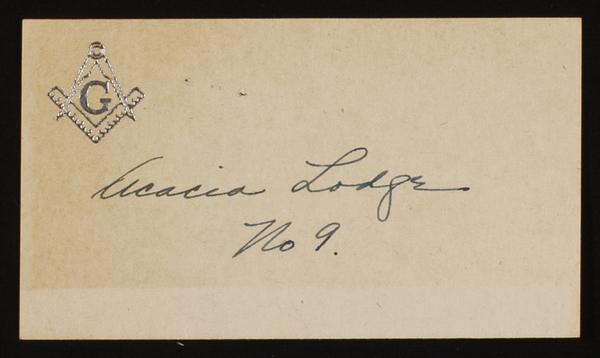 G
Acacia Lodge
No 9.